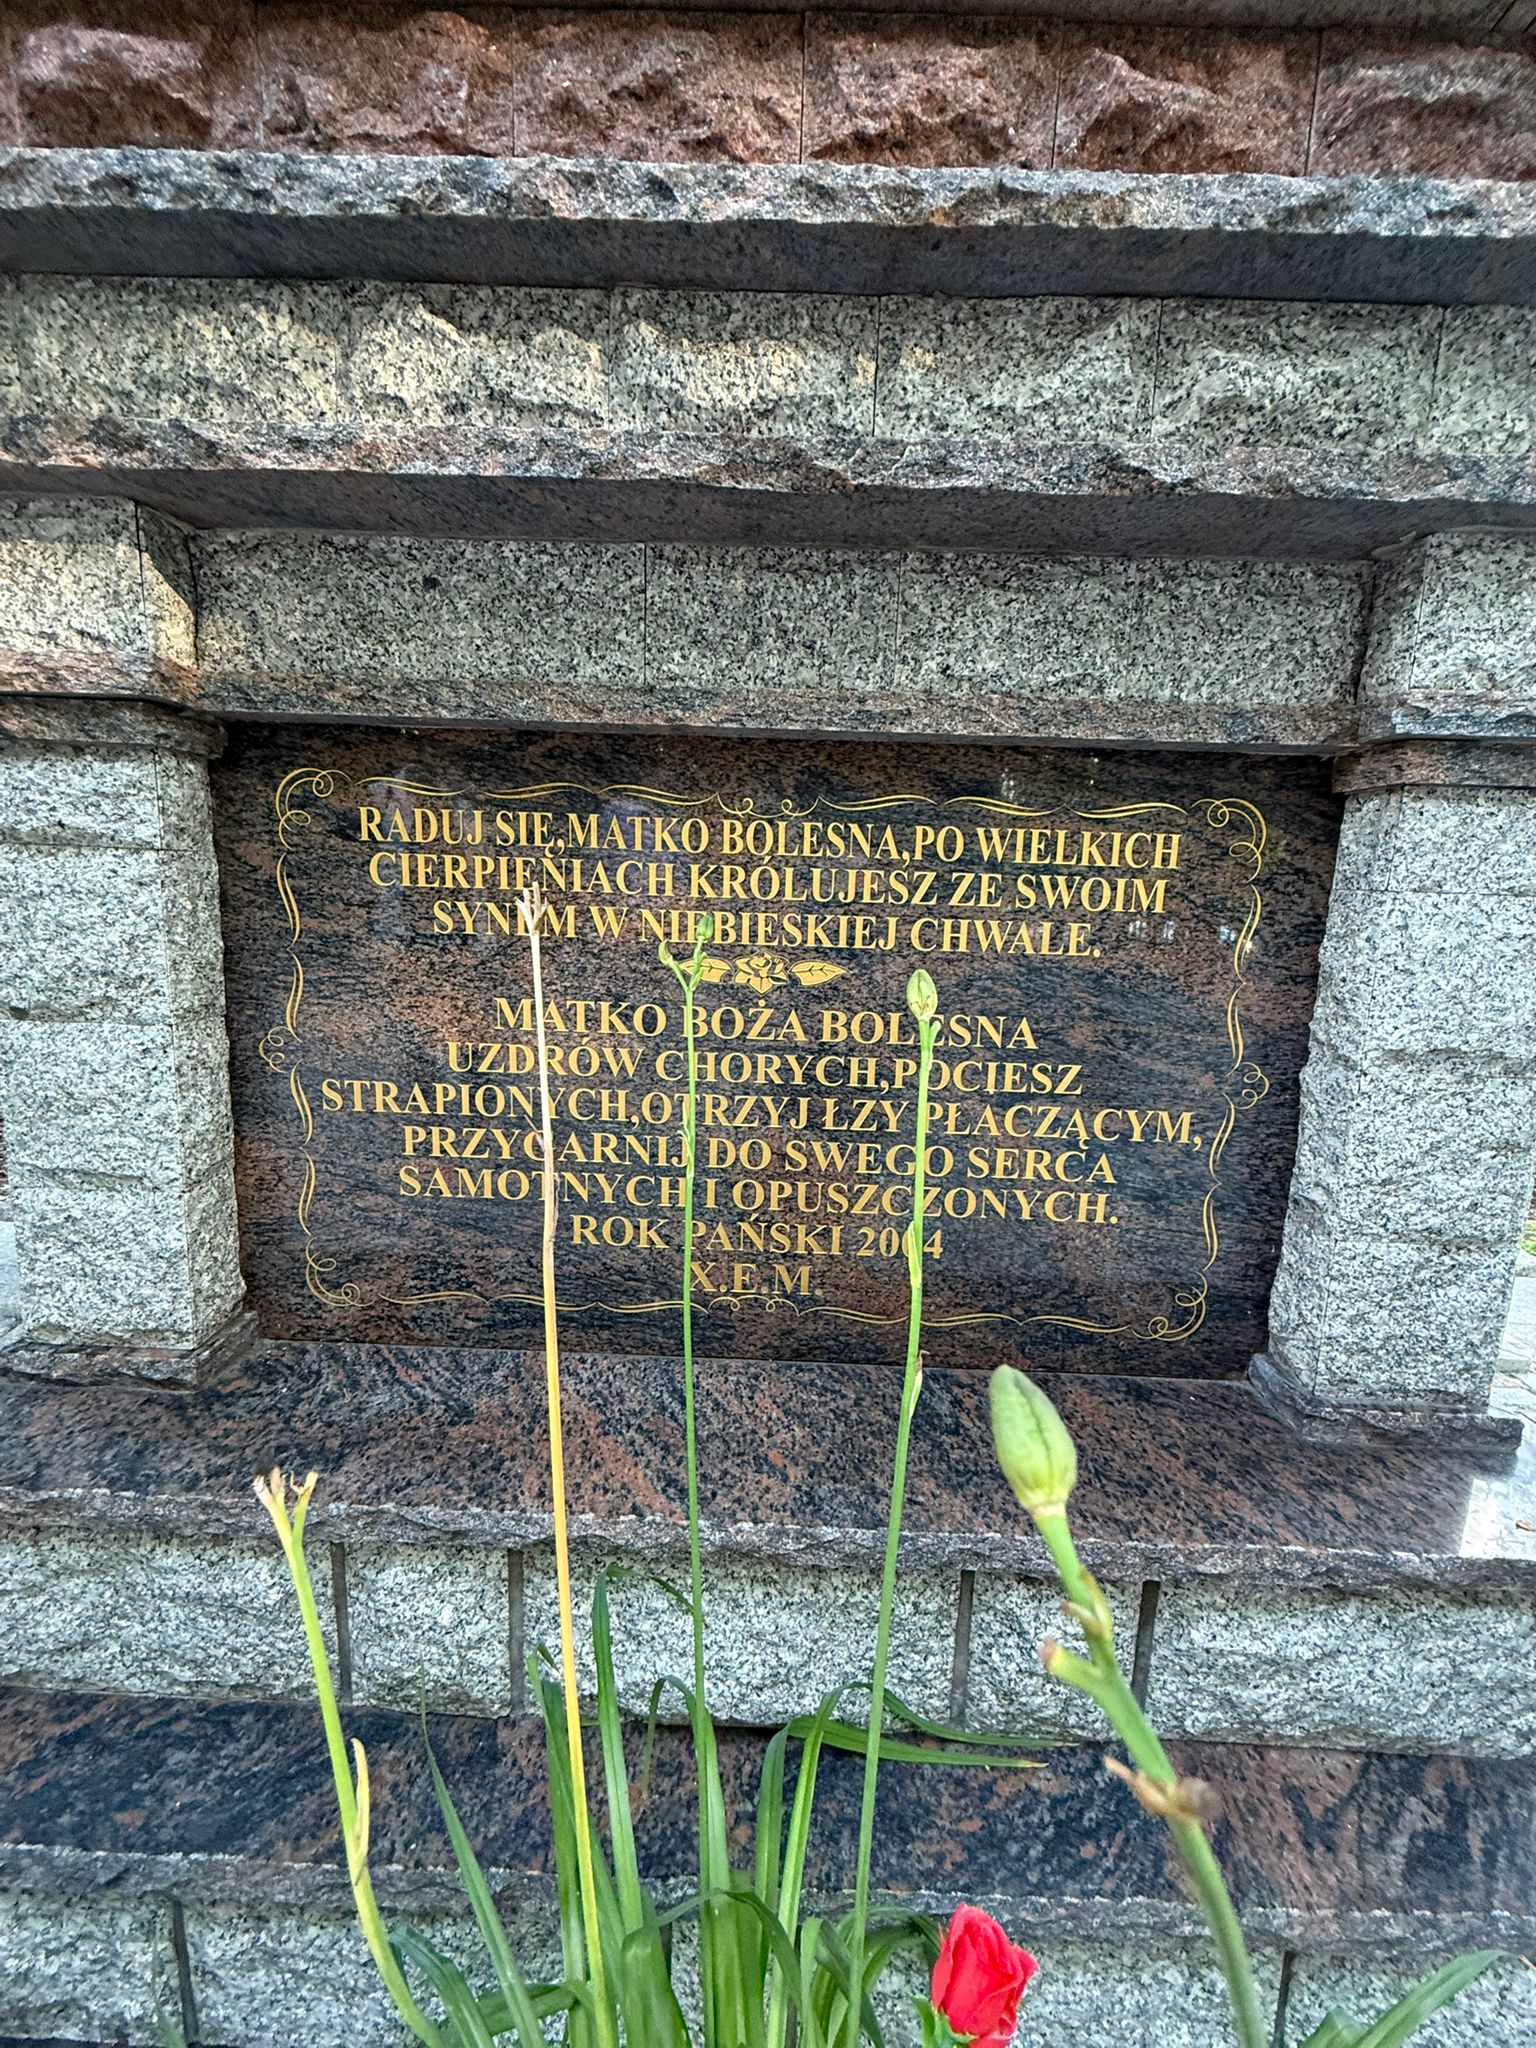 RADUJ SIĘ,MATKO BOLESNA,PO WIELKICH
CIERPIENIACH KRÓLUJESZ ZE SWOIM
SYNEM W NIEBIESKIEJ CHWALE.
MATKO BOŻA BOLESNA
UZDRÓW CHORYCH,POCIESZ
STRAPIONYCH,OTRZYJ ŁZY PŁACZĄCYM,
PRZYGARNIJ DO SWEGO SERCA
SAMOTNYCH I OPUSZCZONYCH.
ROK PAŃSKI 2004
X.E.M.